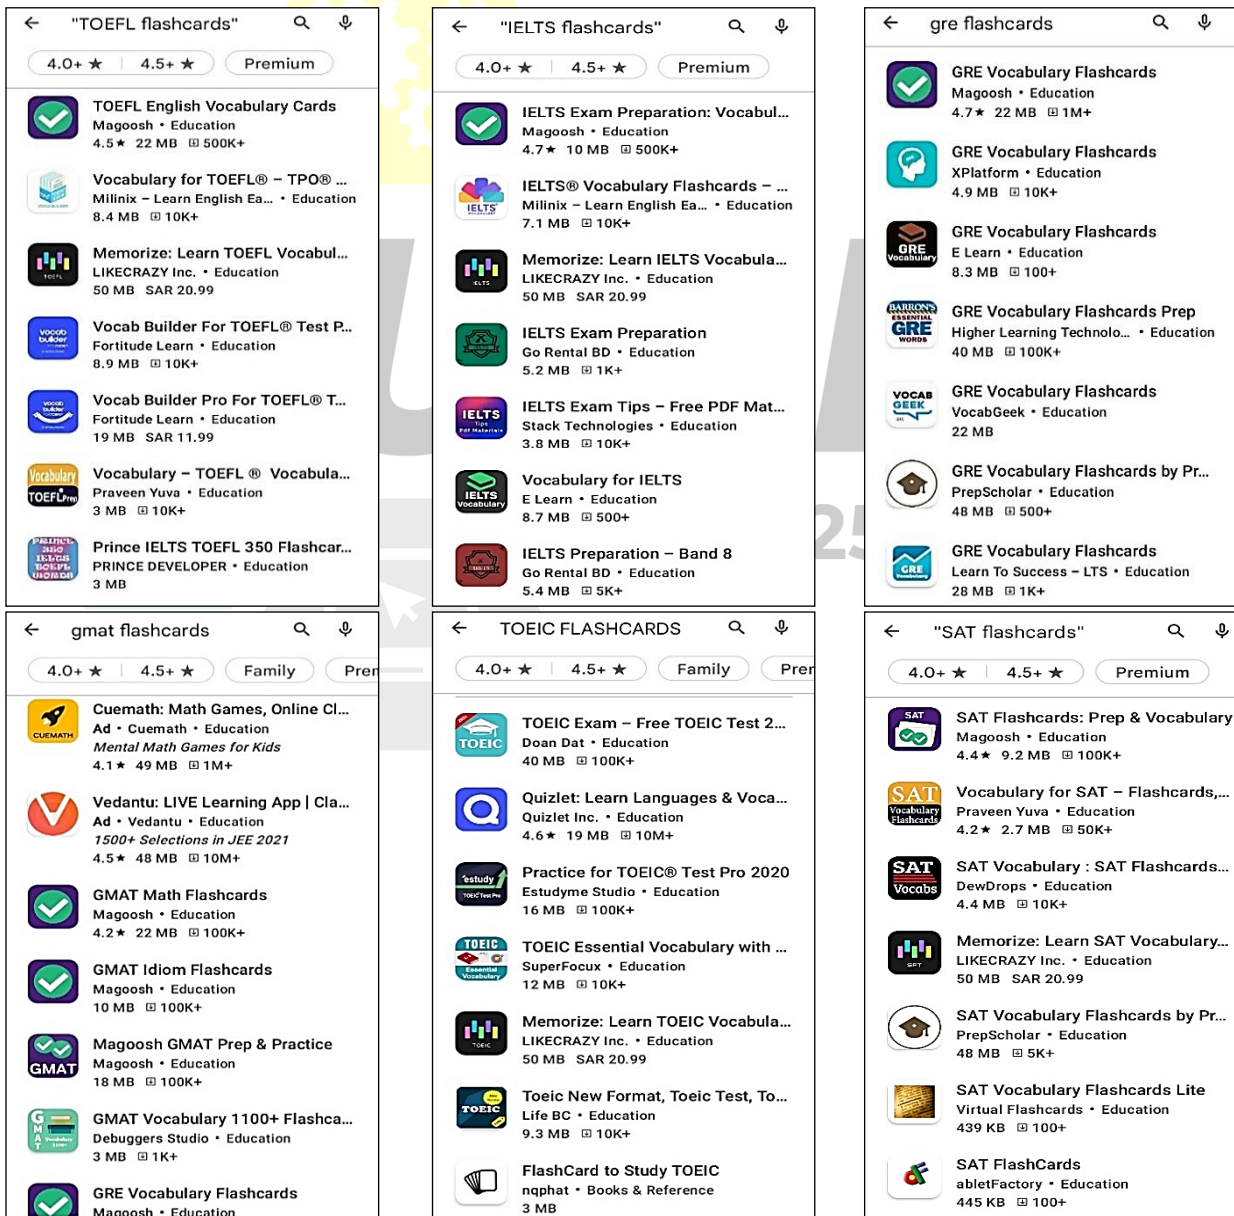 "TOEFL flashcards"
4.0+ ★ | 4.5+ ★
Premium
TOEFL English Vocabulary Cards
Magoosh • Education
4.5★ 22 MB 500K+
Vocabulary for TOEFL® – TPO® ...
Milinix – Learn English Ea... • Education
8.4 MB 10K+
Memorize: Learn TOEFL Vocabul...
LIKECRAZY Inc. • Education
50 MB SAR 20.99
Vocab Builder For TOEFL® Test P...
Fortitude Learn • Education
8.9 MB 10K+
Vocab Builder Pro For TOEFL® T...
Fortitude Learn • Education
19 MB SAR 11.99
Vocabulary – TOEFL ® Vocabula...
Praveen Yuva • Education
3 MB 10K+
Prince IELTS TOEFL 350 Flashcar...
PRINCE DEVELOPER • Education
3 MB
"IELTS flashcards"
4.0+ ★ | 4.5+ ★
Premium
IELTS Exam Preparation: Vocabul...
Magoosh • Education
4.7★ 10 MB 500K+
IELTS® Vocabulary Flashcards – ...
Milinix – Learn English Ea... • Education
7.1 MB 10K+
Memorize: Learn IELTS Vocabula...
LIKECRAZY Inc. • Education
50 MB SAR 20.99
IELTS Exam Preparation
Go Rental BD • Education
5.2 MB 1K+
IELTS Exam Tips – Free PDF Mat...
Stack Technologies • Education
3.8 MB 10K+
Vocabulary for IELTS
E Learn • Education
8.7 MB 500+
IELTS Preparation – Band 8
Go Rental BD • Education
5.4 MB 5K+
gre flashcards
GRE Vocabulary Flashcards
Magoosh • Education
4.7★ 22 MB 1M+
GRE Vocabulary Flashcards
XPlatform • Education
4.9 MB 10K+
GRE Vocabulary Flashcards
E Learn • Education
8.3 MB 100+
GRE Vocabulary Flashcards Prep
Higher Learning Technolo... • Education
40 MB 100K+
GRE Vocabulary Flashcards
VocabGeek • Education
22 MB
GRE Vocabulary Flashcards by Pr...
PrepScholar • Education
48 MB 500+
GRE Vocabulary Flashcards
Learn To Success – LTS • Education
28 MB 1K+
gmat flashcards
4.0+ ★ | 4.5+ ★
Family
Prer
Cuemath: Math Games, Online Cl...
Ad • Cuemath • Education
Mental Math Games for Kids
4.1★ 49 MB 1M+
Vedantu: LIVE Learning App | Cla...
Ad • Vedantu • Education
1500+ Selections in JEE 2021
4.5★ 48 MB 10M+
GMAT Math Flashcards
Magoosh • Education
4.2★ 22 MB 100K+
GMAT Idiom Flashcards
Magoosh • Education
10 MB 100K+
Magoosh GMAT Prep & Practice
Magoosh • Education
18 MB 100K+
GMAT Vocabulary 1100+ Flashca...
Debuggers Studio • Education
3 MB 1K+
GRE Vocabulary Flashcards
Magoosh • Education
TOEIC FLASHCARDS
4.0+ ★ | 4.5+ ★
Family
Prer
TOEIC Exam – Free TOEIC Test 2...
Doan Dat • Education
40 MB 100K+
Quizlet: Learn Languages & Voca...
Quizlet Inc. • Education
4.6★ 19 MB 10M+
Practice for TOEIC® Test Pro 2020
Estudyme Studio • Education
16 MB 100K+
TOEIC Essential Vocabulary with ...
SuperFocux • Education
12 MB 10K+
Memorize: Learn TOEIC Vocabula...
LIKECRAZY Inc. • Education
50 MB SAR 20.99
Toeic New Format, Toeic Test, To...
Life BC • Education
9.3 MB 10K+
FlashCard to Study TOEIC
nqphat • Books & Reference
3 MB
"SAT flashcards"
4.0+ ★ | 4.5+ ★
Premium
SAT Flashcards: Prep & Vocabulary
Magoosh • Education
4.4★ 9.2 MB 100K+
Vocabulary for SAT – Flashcards,...
Praveen Yuva • Education
4.2★ 2.7 MB 50K+
SAT Vocabulary : SAT Flashcards...
DewDrops • Education
4.4 MB 10K+
Memorize: Learn SAT Vocabulary...
LIKECRAZY Inc. • Education
50 MB SAR 20.99
SAT Vocabulary Flashcards by Pr...
PrepScholar • Education
48 MB 5K+
SAT Vocabulary Flashcards Lite
Virtual Flashcards • Education
439 KB 100+
SAT FlashCards
abletFactory • Education
445 KB 100+